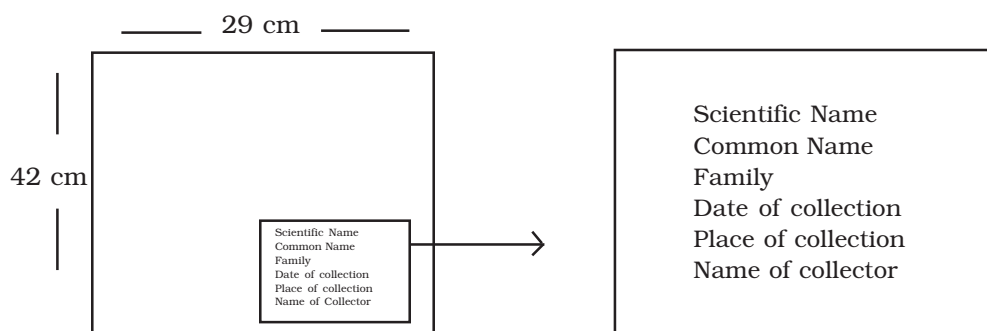 29 cm
42 cm
Scientific Name
Common Name
Family
Date of collection
Place of collection
Name of Collector
Scientific Name
Common Name
Family
Date of collection
Place of collection
Name of collector